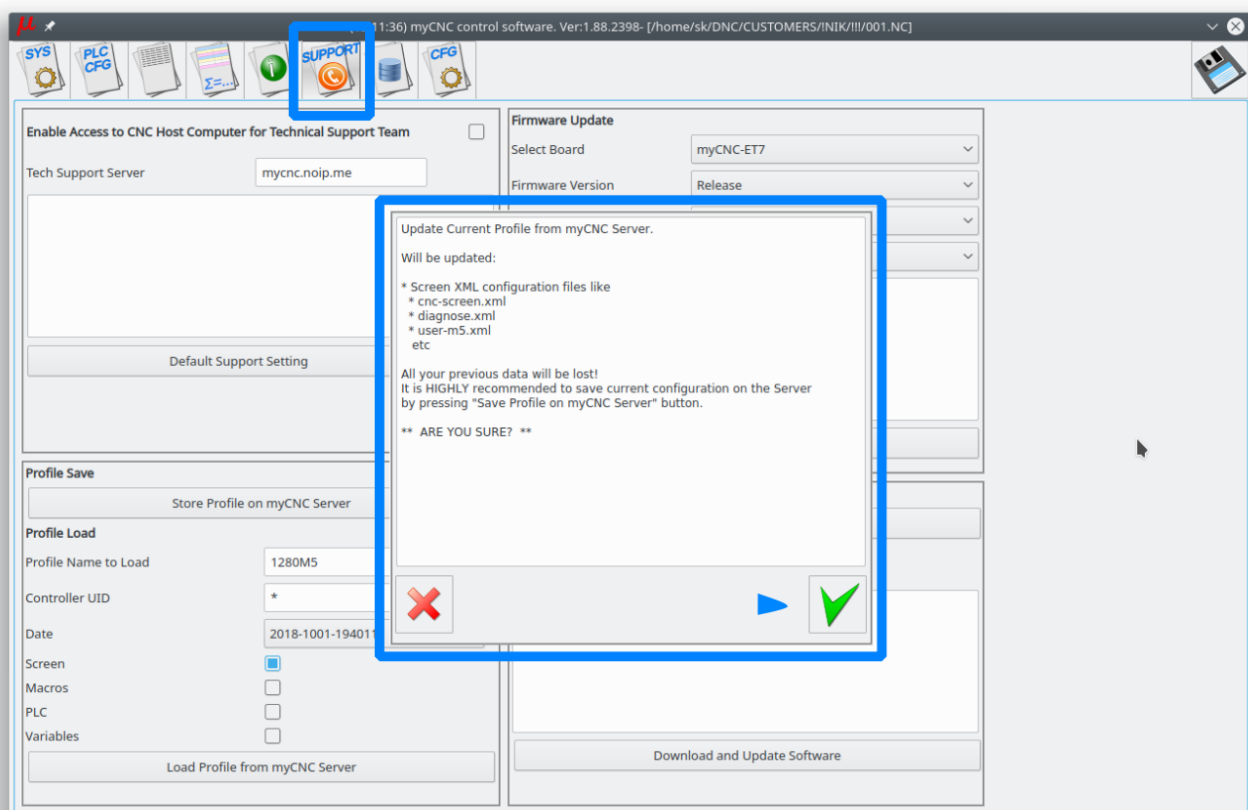 μ
11:36) myCNC control software. Ver:1.88.2398- [/home/sk/DNC/CUSTOMERS/!NIK/!!!/001.NC]
SYS
PLC
CFG
Σ=...
i
SUPPORT
CFG
Enable Access to CNC Host Computer for Technical Support Team
Tech Support Server
mycnc.noip.me
Default Support Setting
Firmware Update
Select Board
myCNC-ET7
Firmware Version
Release
Update Current Profile from myCNC Server.
Will be updated:
* Screen XML configuration files like
* cnc-screen.xml
* diagnose.xml
* user-m5.xml
etc
All your previous data will be lost!
It is HIGHLY recommended to save current configuration on the Server
by pressing "Save Profile on myCNC Server" button.
** ARE YOU SURE? **
Profile Save
Store Profile on myCNC Server
Profile Load
Profile Name to Load
1280M5
Controller UID
*
Date
2018-1001-19401
Screen
Macros
PLC
Variables
Load Profile from myCNC Server
Download and Update Software